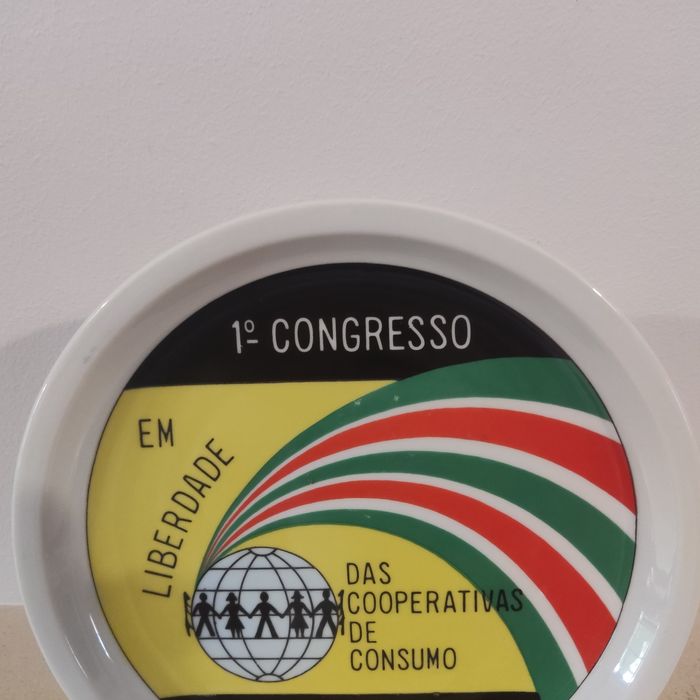 1º CONGRESSO
EM
LIBERDADE
DAS
COOPERATIVAS
DE
CONSUMO